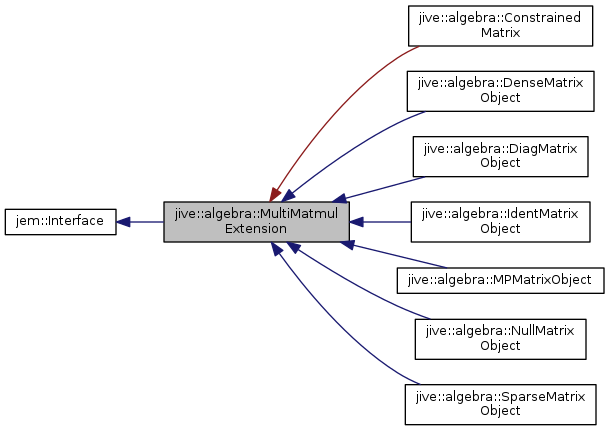 jive::algebra::Constrained
Matrix
jive::algebra::DenseMatrix
Object
jive::algebra::DiagMatrix
Object
jem::Interface
jive::algebra::MultiMatmul
Extension
jive::algebra::IdentMatrix
Object
jive::algebra::MPMatrixObject
jive::algebra::NullMatrix
Object
jive::algebra::SparseMatrix
Object